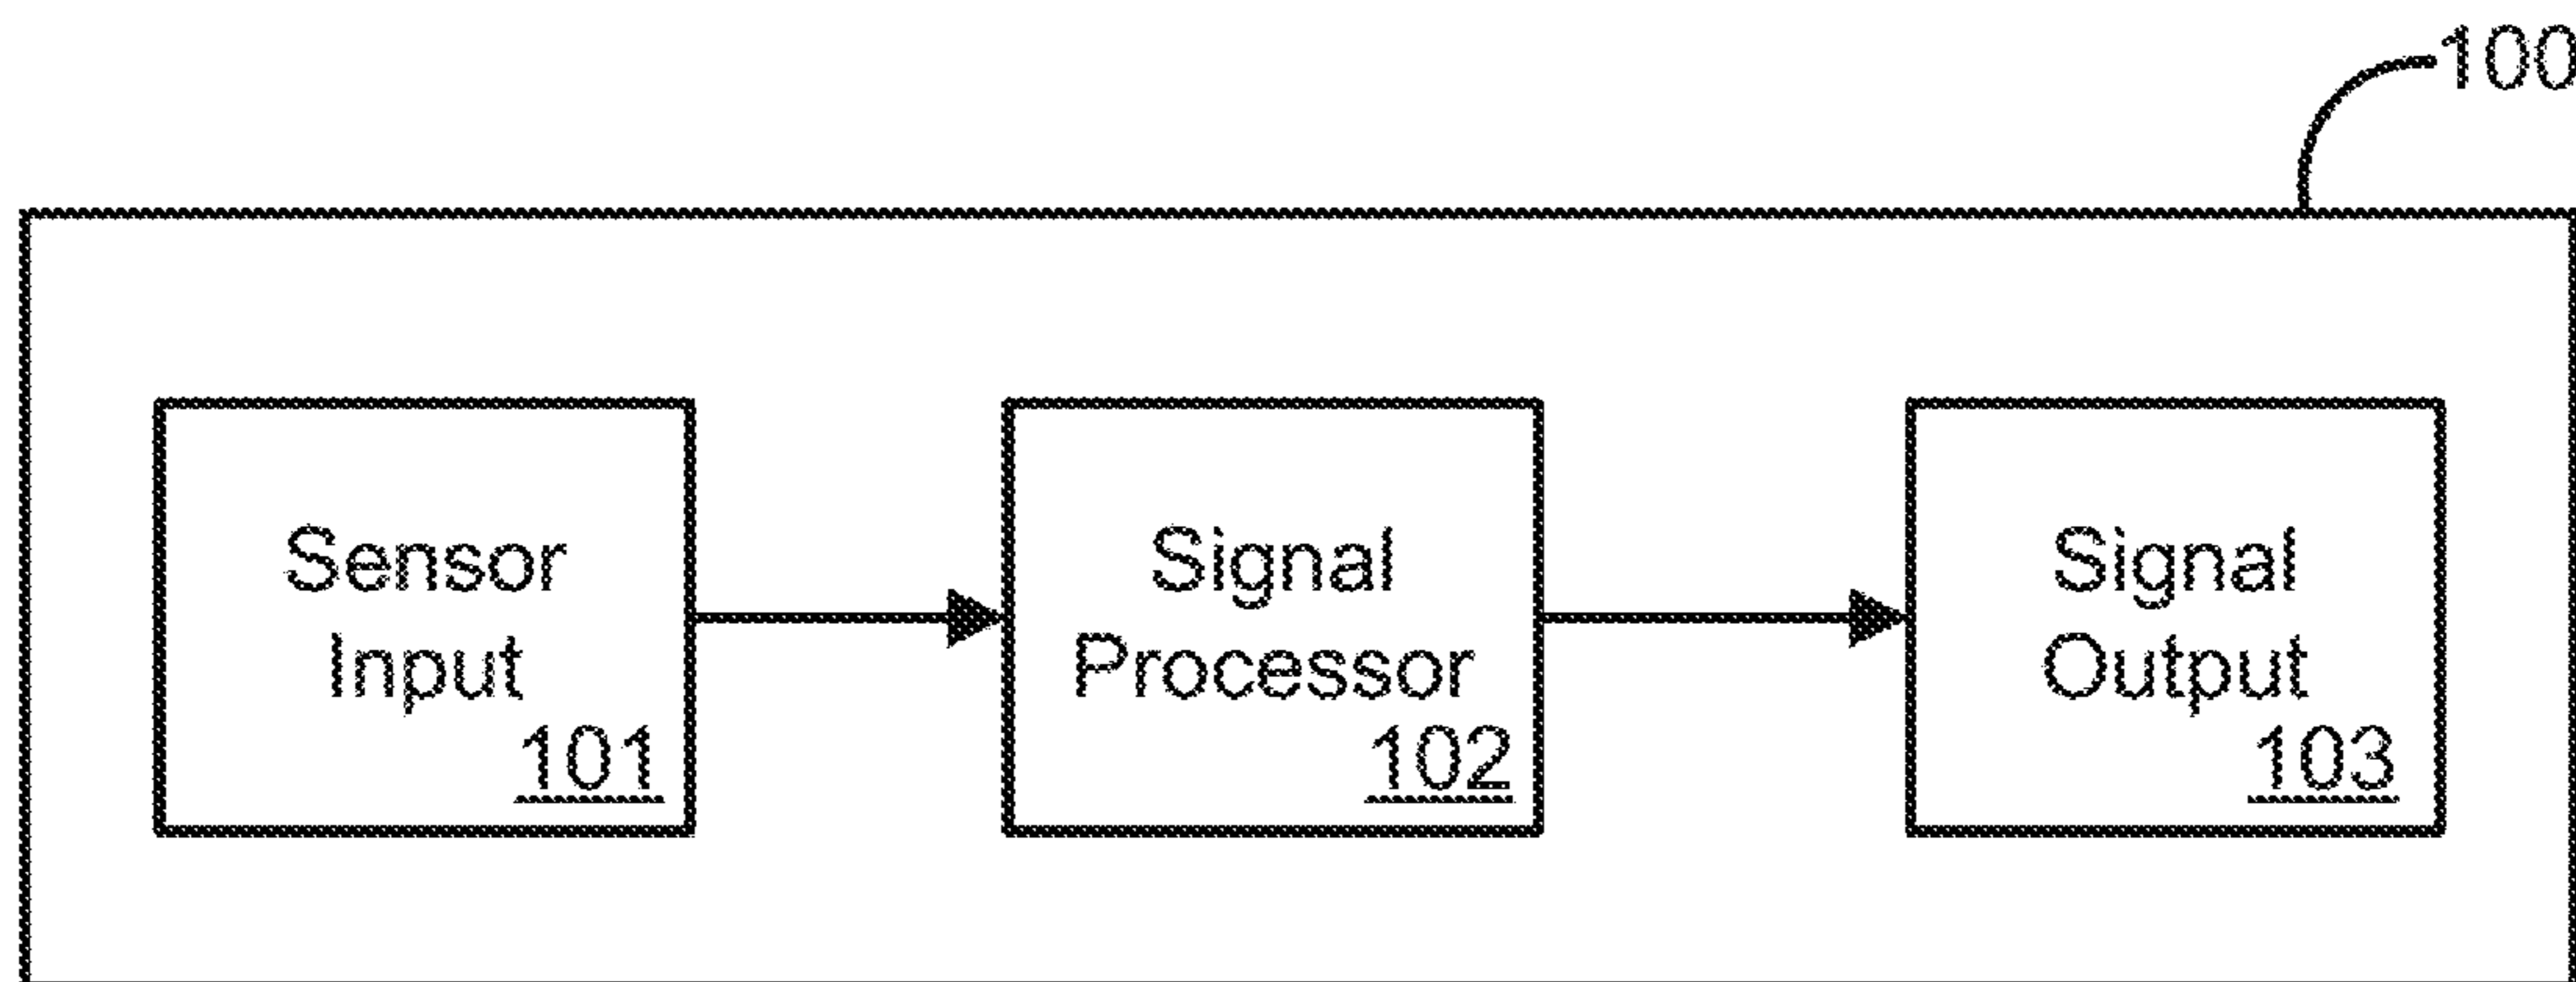 100
Sensor
Input
101
Signal
Processor
102
Signal
Output
103